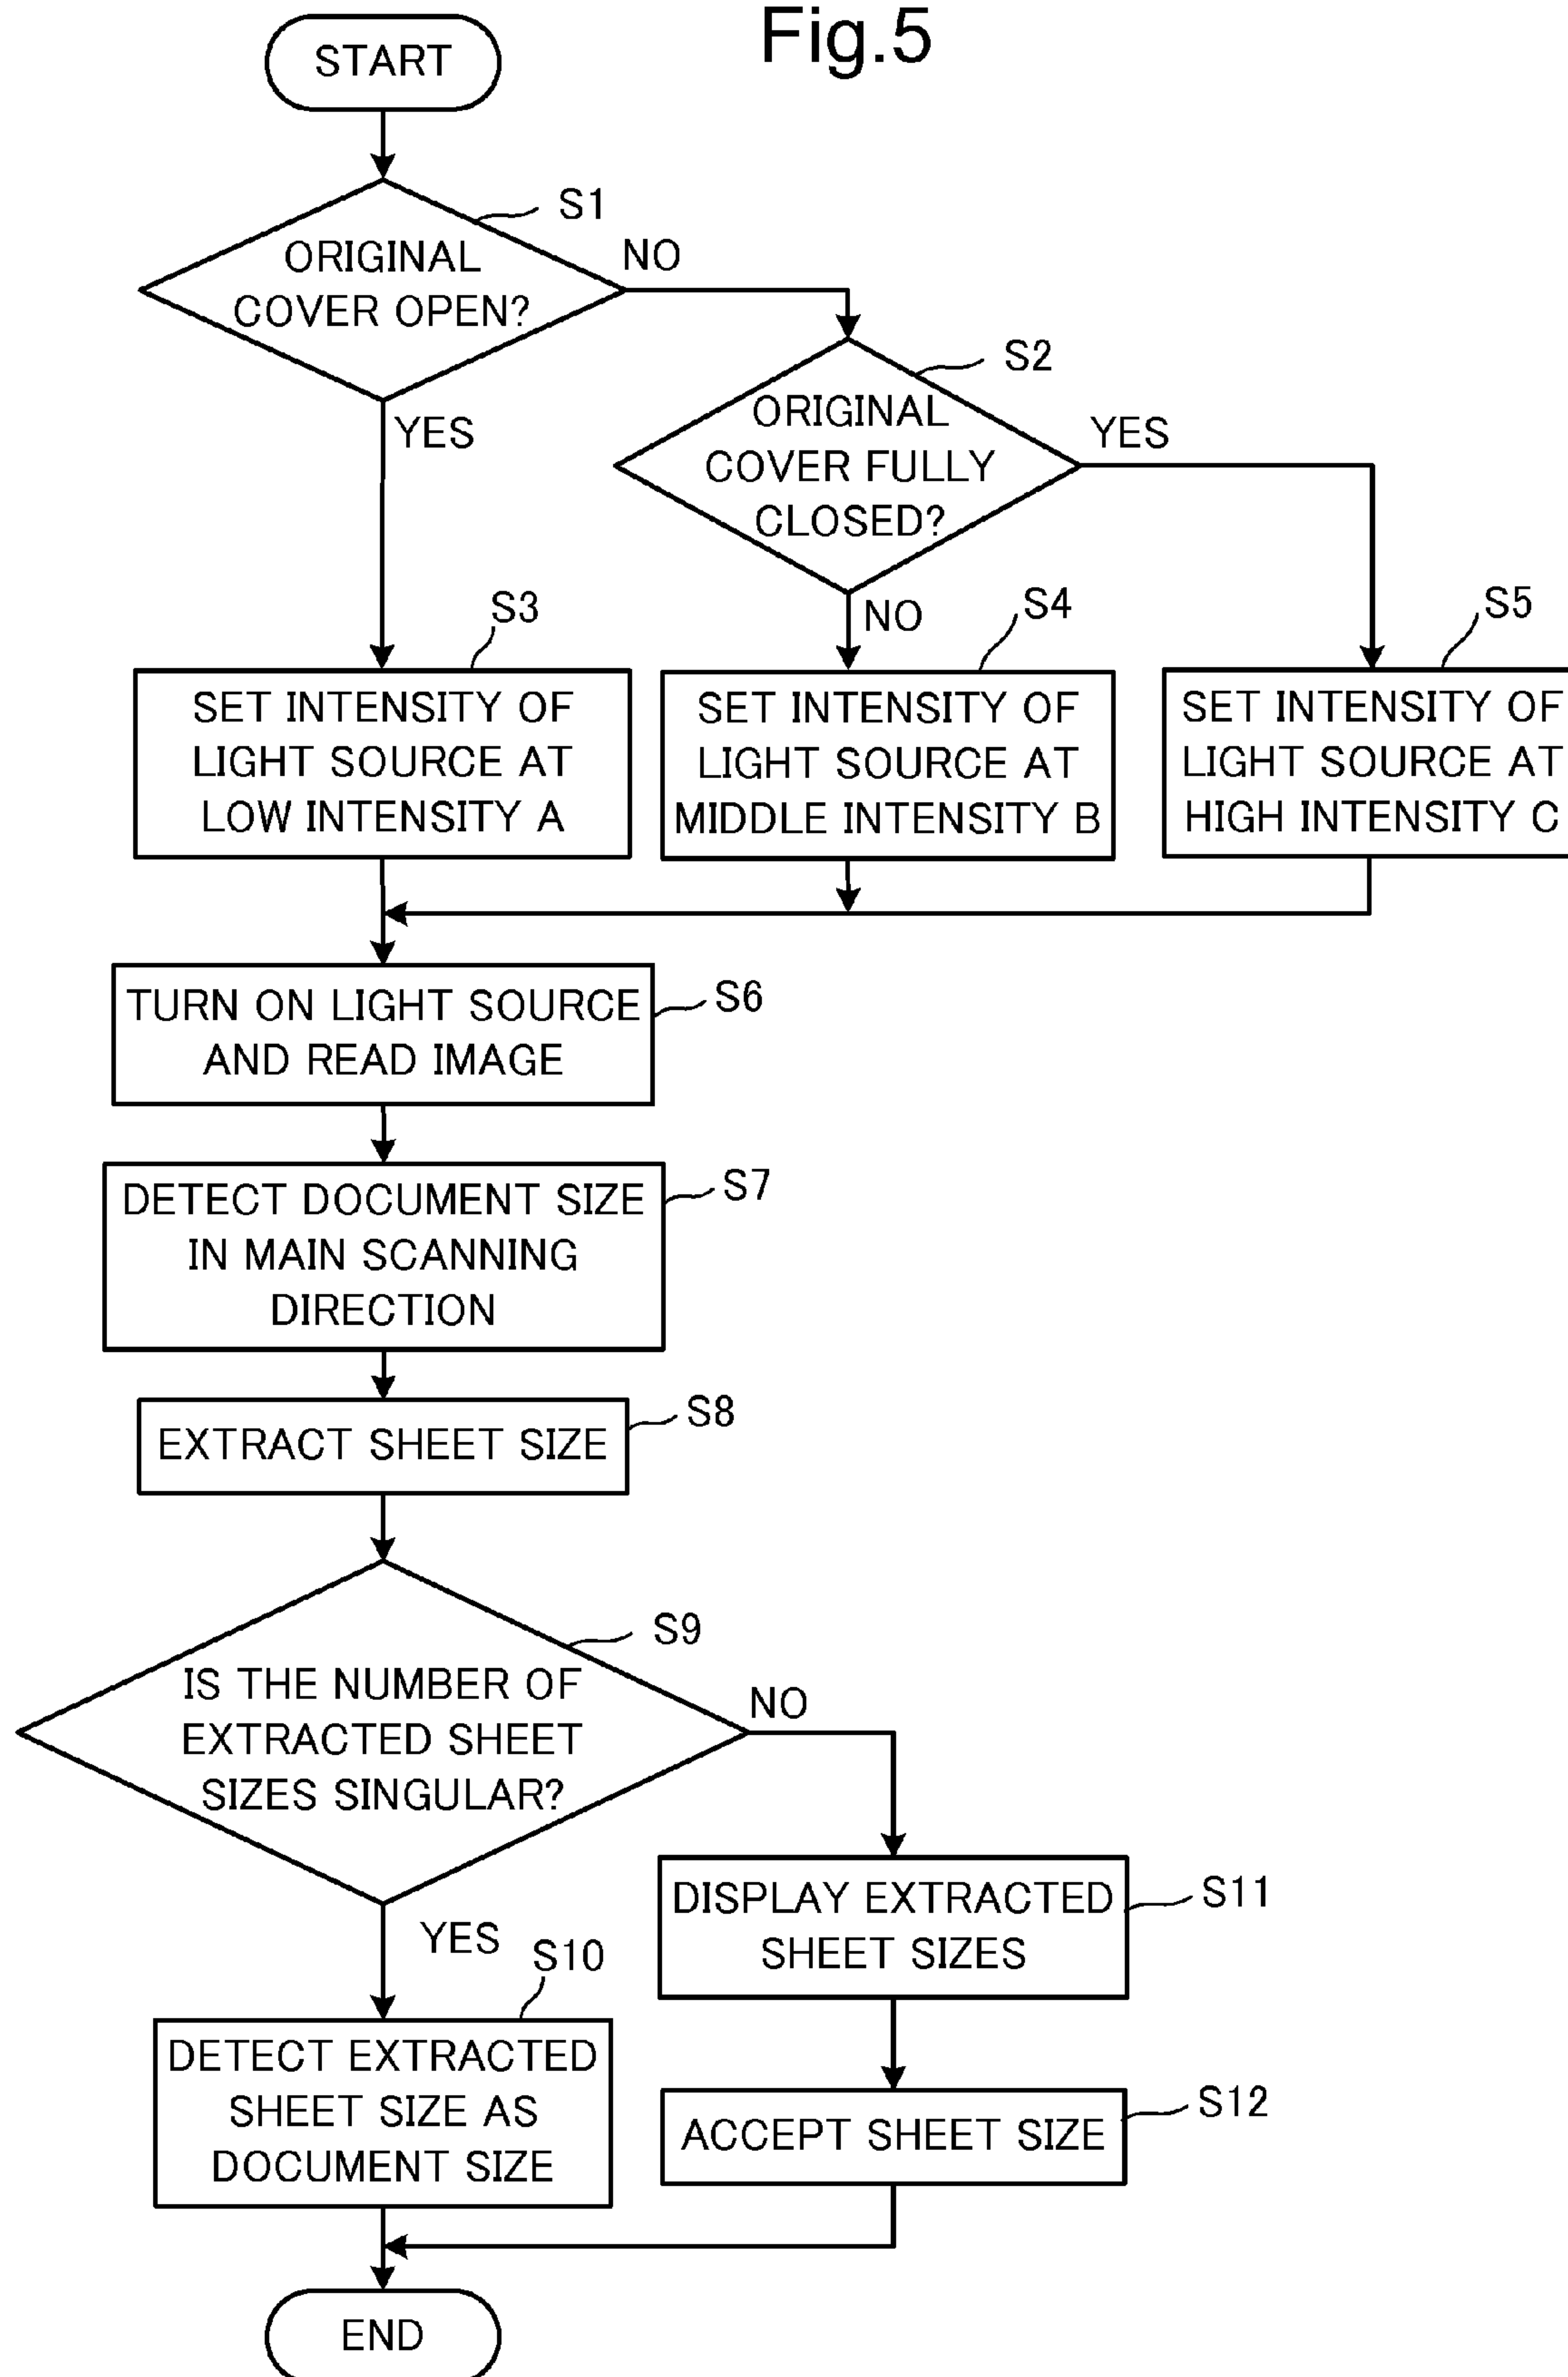 Fig.5
START
S1
ORIGINAL
COVER OPEN?
NO
YES
S2
ORIGINAL
COVER FULLY
CLOSED?
YES
NO
S3
SET INTENSITY OF
LIGHT SOURCE AT
LOW INTENSITY A
S4
SET INTENSITY OF
LIGHT SOURCE AT
MIDDLE INTENSITY B
S5
SET INTENSITY OF
LIGHT SOURCE AT
HIGH INTENSITY C
TURN ON LIGHT SOURCE
AND READ IMAGE
S6
DETECT DOCUMENT SIZE
IN MAIN SCANNING
DIRECTION
S7
EXTRACT SHEET SIZE
S8
S9
IS THE NUMBER OF
EXTRACTED SHEET
SIZES SINGULAR?
NO
YES
S10
DETECT EXTRACTED
SHEET SIZE AS
DOCUMENT SIZE
DISPLAY EXTRACTED
SHEET SIZES
S11
ACCEPT SHEET SIZE
S12
END